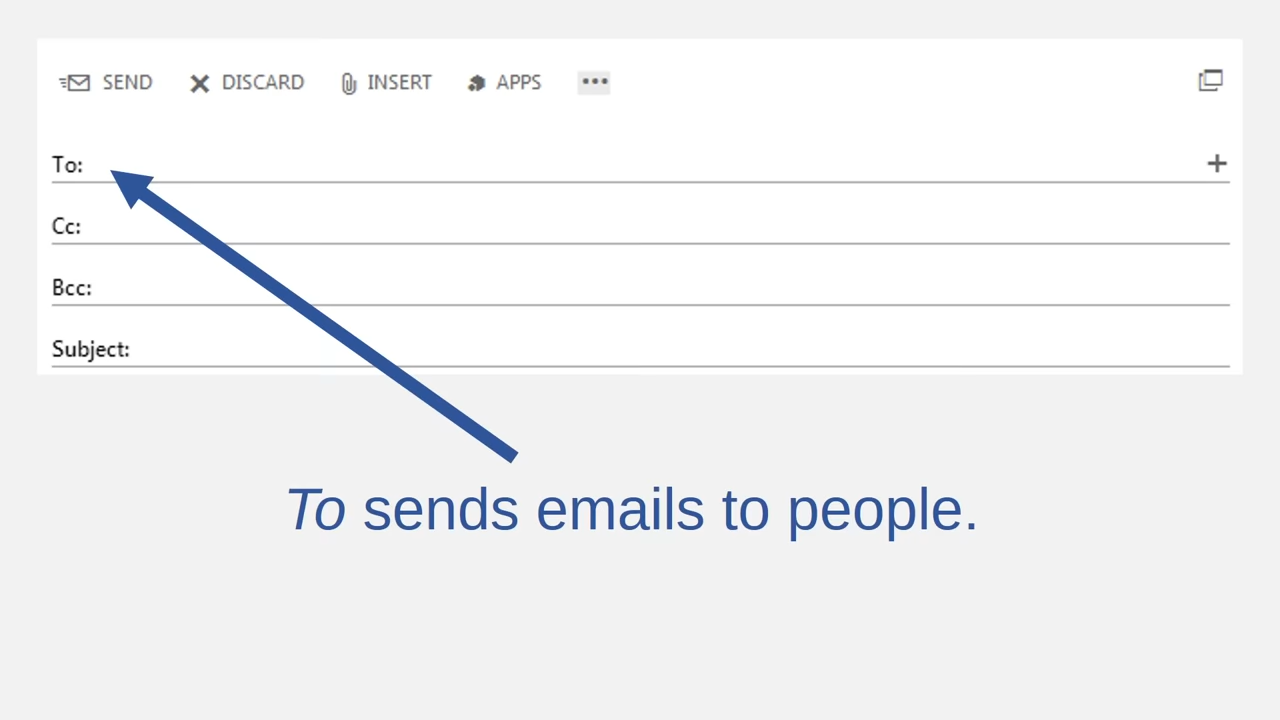 SEND DISCARD INSERT APPS •••
To:
Cc:
Bcc:
Subject:
To sends emails to people.